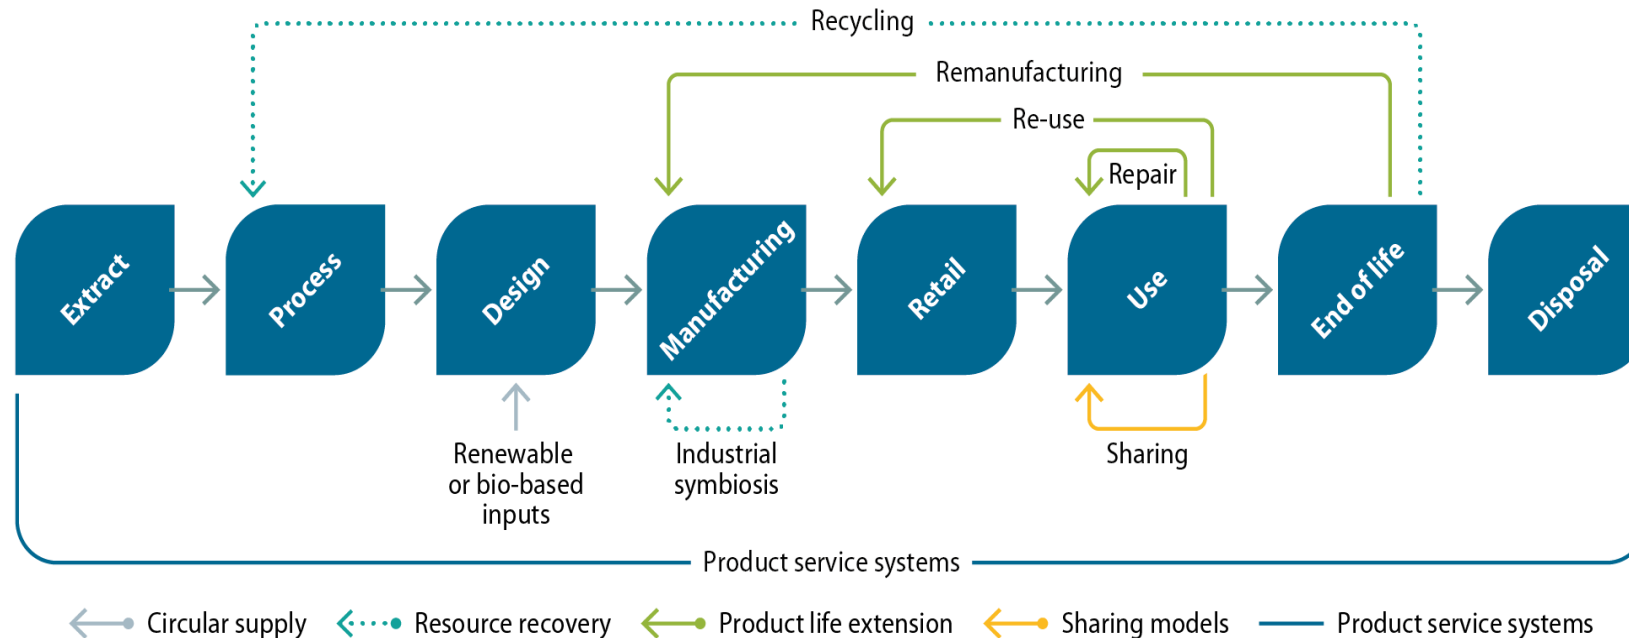 Recycling
Remanufacturing
Re-use
Repair
Extract
Process
Design
Manufacturing
Retail
Use
End of life
Disposal
Renewable
or bio-based
inputs
Industrial
symbiosis
Sharing
Product service systems
Circular supply
Resource recovery
Product life extension
Sharing models
Product service systems